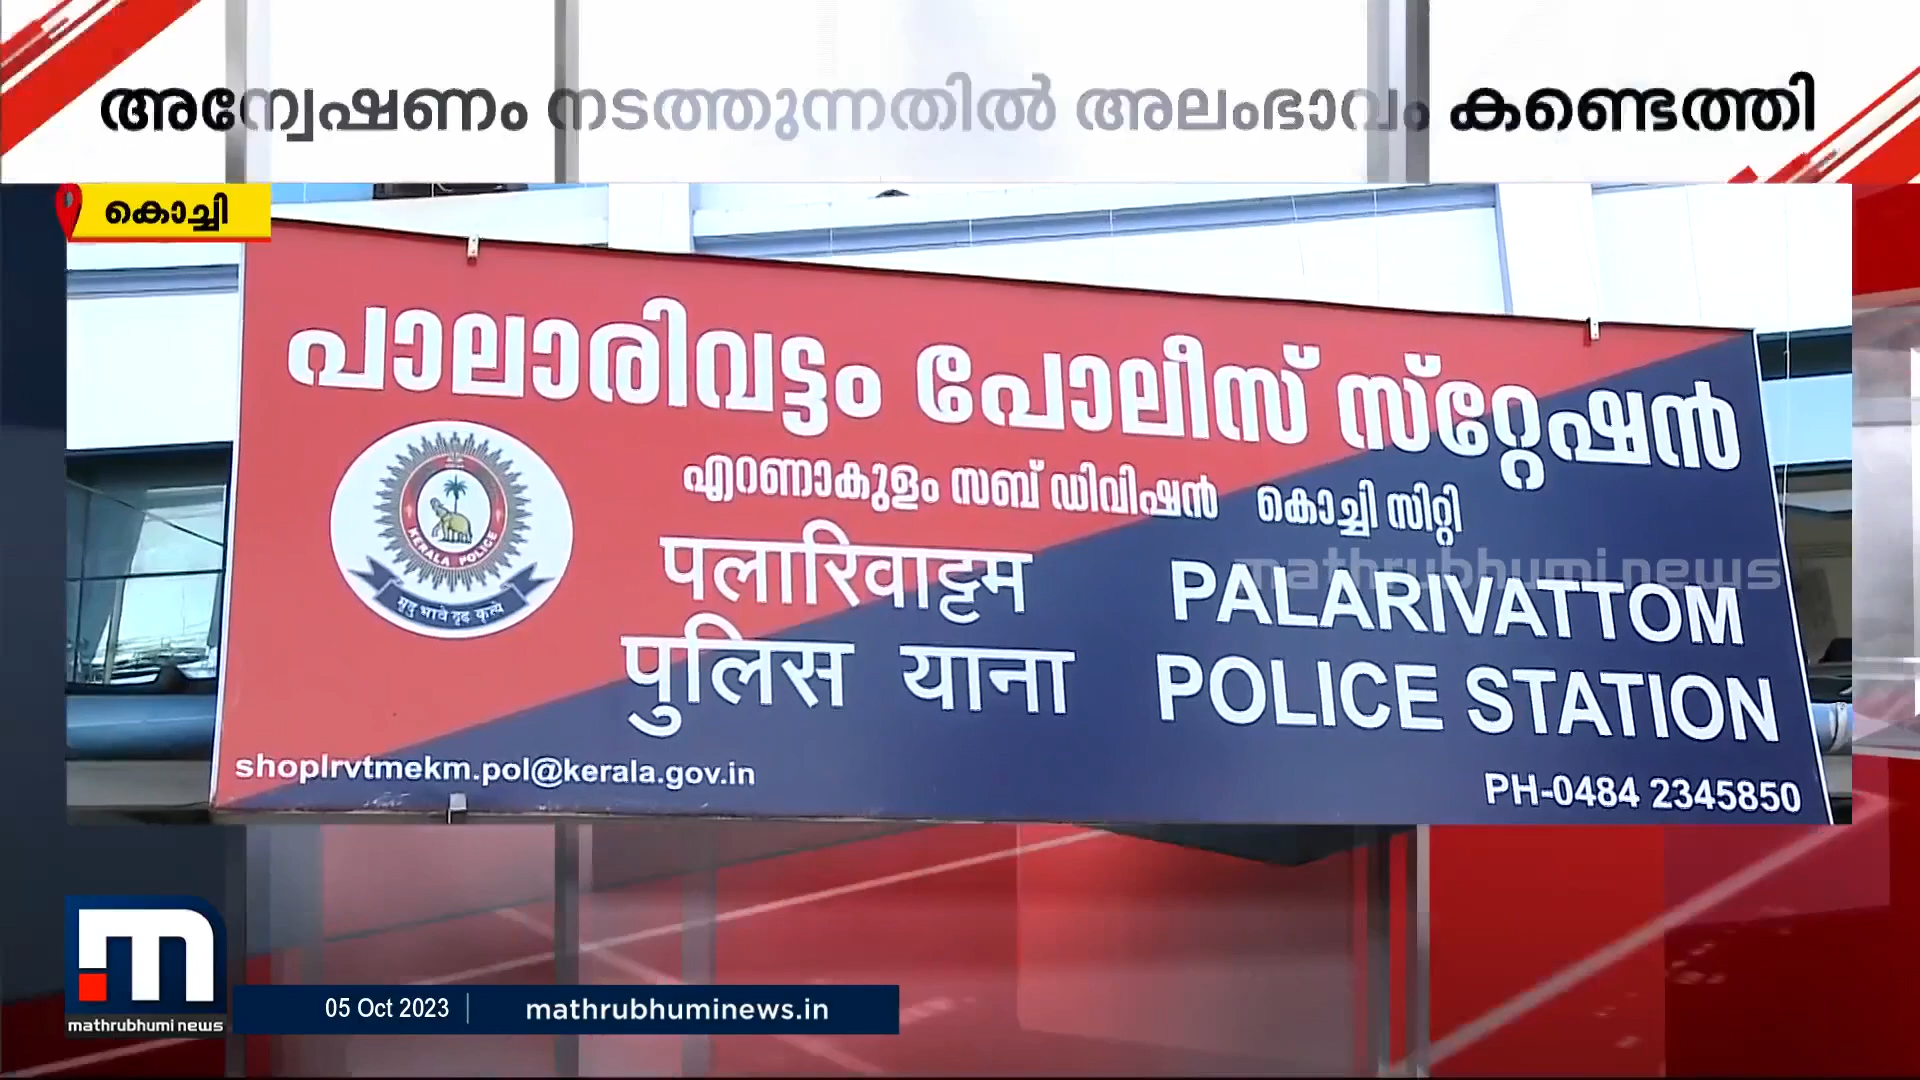 അന്വേഷണം നടത്തുന്നതിൽ അലംഭാവം കണ്ടെത്തി
കൊച്ചി
പാലാരിവട്ടം പോലീസ് സ്റ്റേഷൻ
എറണാകുളം സബ് ഡിവിഷൻ കൊച്ചി സിറ്റി
KERALA POLICE
मृदु भावे दृढ कृत्ये
पलारिवाट्टम
पुलिस याना
PALARIVATTOM
POLICE STATION
mathrubhumi news
shoplrvtmekm.pol@kerala.gov.in
PH-0484 2345850
m
mathrubhumi news
05 Oct 2023
mathrubhuminews.in